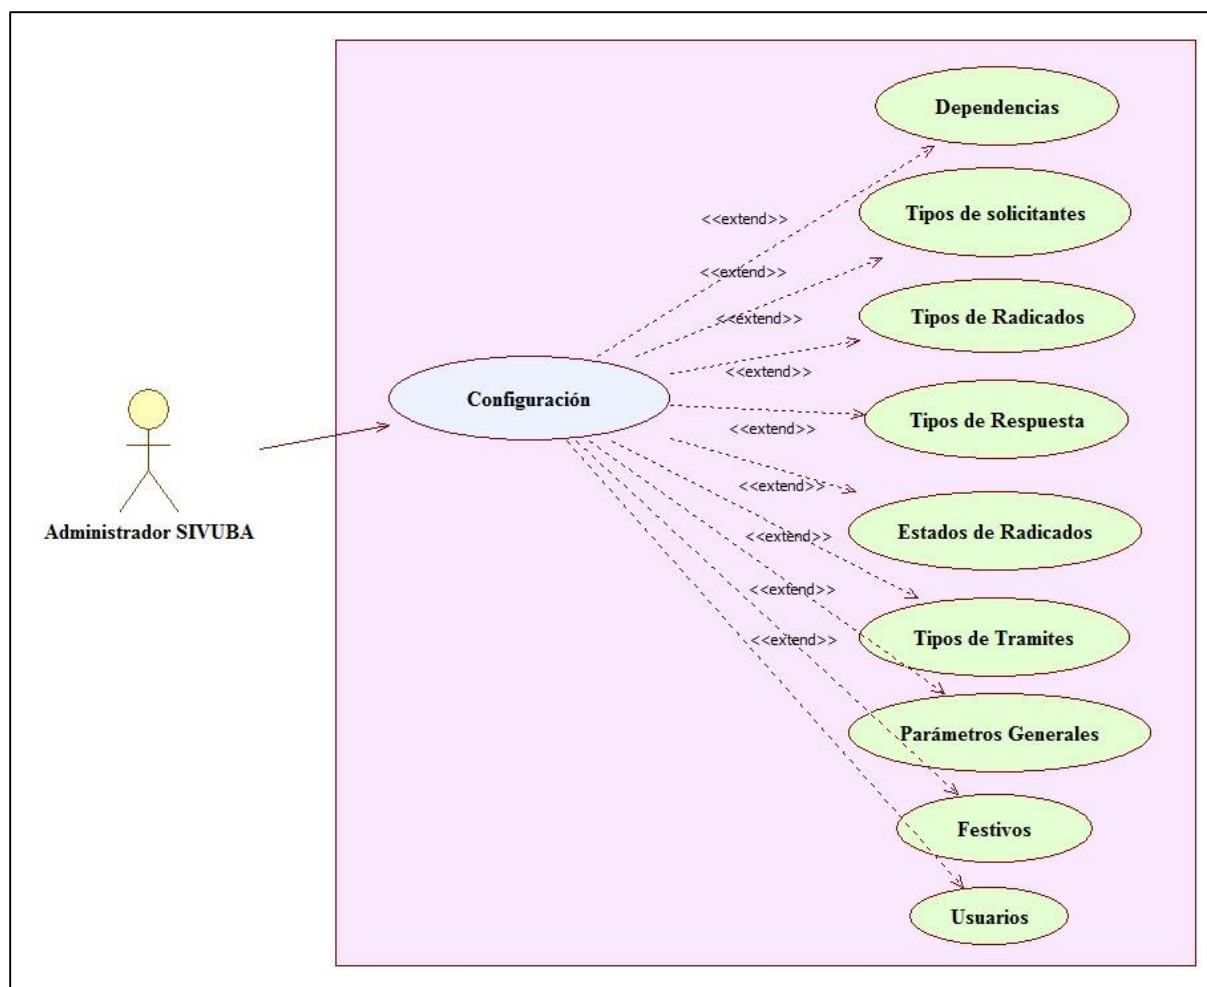 Dependencias
<<extend>>
Tipos de solicitantes
<<extend>>
<<extend>>
Tipos de Radicados
<<extend>>
Configuración
Tipos de Respuesta
<<extend>>
<<extend>>
Administrador SIVUBA
Estados de Radicados
<<extend>>
<<extend>>
Tipos de Tramites
<<extend>>
Parámetros Generales
Festivos
Usuarios